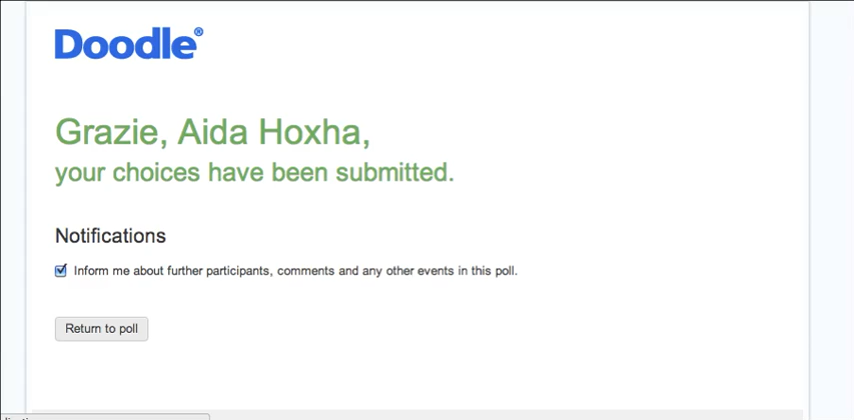 Doodle®
Grazie, Aida Hoxha,
your choices have been submitted.
Notifications
Inform me about further participants, comments and any other events in this poll.
Return to poll